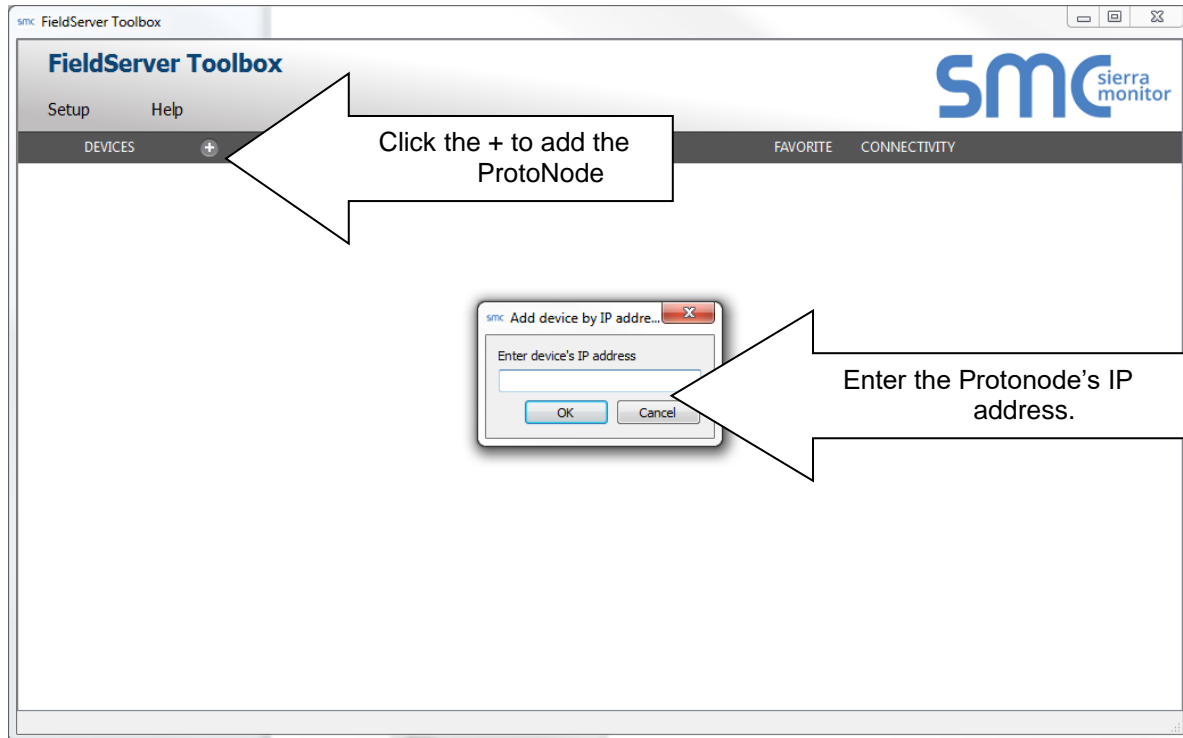 smc FieldServer Toolbox
FieldServer Toolbox
smc sierra monitor
Setup Help
DEVICES + FAVORITE CONNECTIVITY
Click the + to add the
ProtoNode
smc Add device by IP addre...
Enter device's IP address
OK Cancel
Enter the Protonode’s IP
address.